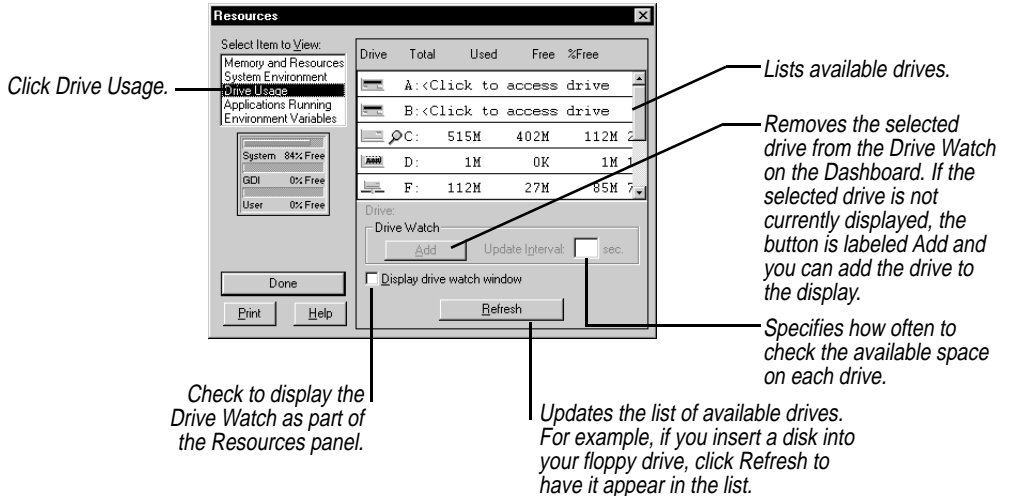 Resources
Select Item to View:
Memory and Resources
System Environment
Drive Usage
Applications Running
Environment Variables
System 84% Free
GDI 0% Free
User 0% Free
Done
Print Help
Drive Total Used Free %Free
A:<Click to access drive
B:<Click to access drive
C: 515M 402M 112M 2
D: 1M 0K 1M 1
F: 112M 27M 85M 7
Drive:
Drive Watch
Add Update Interval: sec.
Display drive watch window
Refresh
Click Drive Usage.
Lists available drives.
Removes the selected
drive from the Drive Watch
on the Dashboard. If the
selected drive is not
currently displayed, the
button is labeled Add and
you can add the drive to
the display.
Specifies how often to
check the available space
on each drive.
Check to display the
Drive Watch as part of
the Resources panel.
Updates the list of available drives.
For example, if you insert a disk into
your floppy drive, click Refresh to
have it appear in the list.